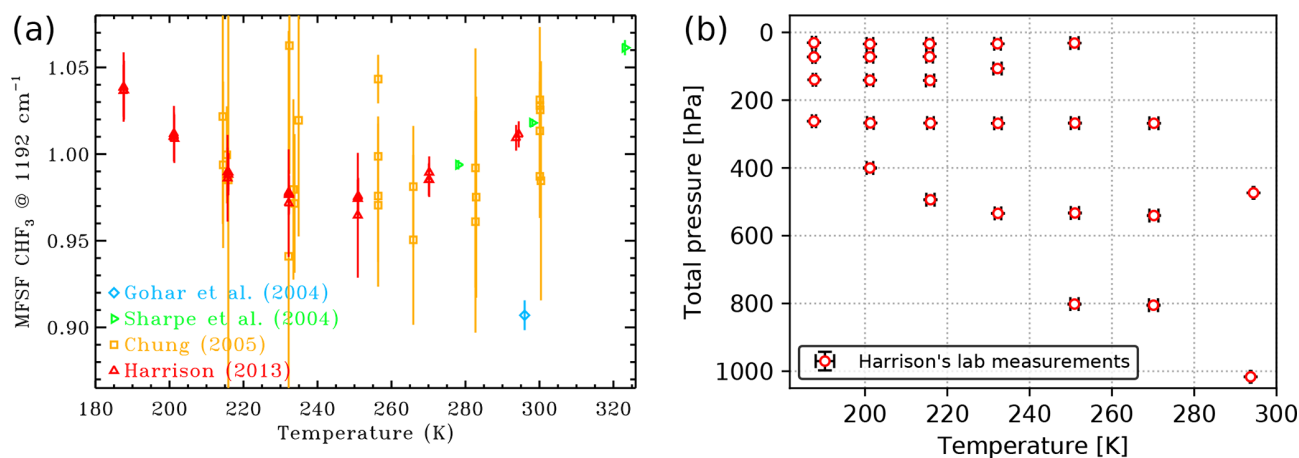 (a)
MFSF CHF3 @ 1192 cm−1
1.05
1.00
0.95
0.90
Gohar et al. (2004)
Sharpe et al. (2004)
Chung (2005)
Harrison (2013)
180 200 220 240 260 280 300 320
Temperature (K)
(b)
Total pressure [hPa]
0
200
400
600
800
1000
Harrison's lab measurements
200 220 240 260 280 300
Temperature [K]